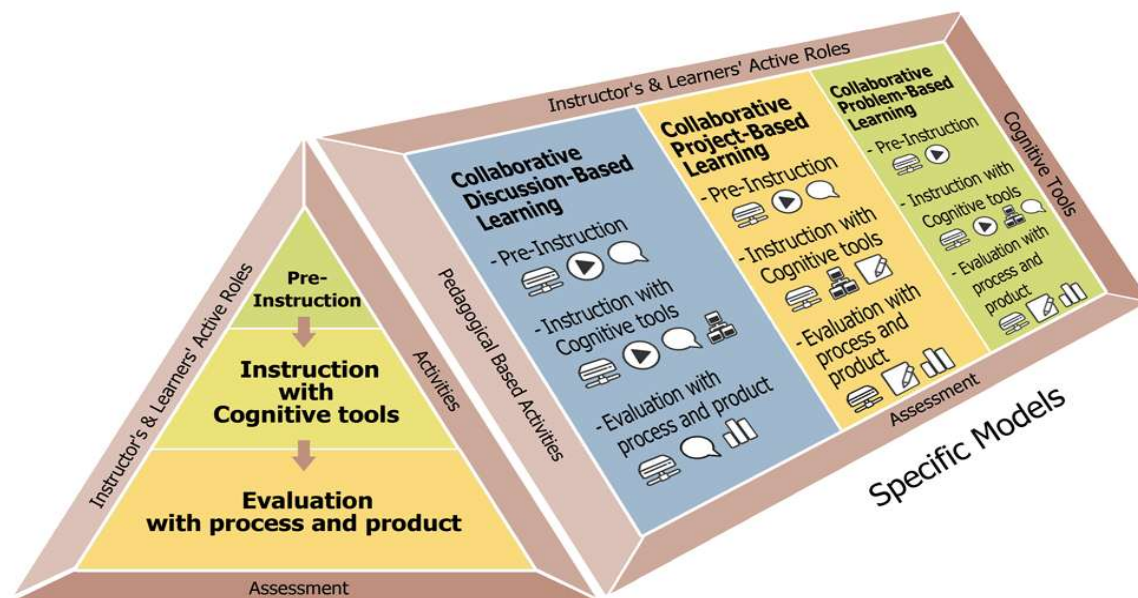 Pre-
Instruction
Instruction
with
Cognitive tools
Evaluation
with process and product
Instructor's & Learners' Active Roles
Activities
Assessment
Instructor's & Learners' Active Roles
Pedagogical Based Activities
Cognitive Tools
Assessment
Collaborative
Discussion-Based
Learning
- Pre-Instruction
- Instruction with
Cognitive tools
- Evaluation with
process and product
Collaborative
Project-Based
Learning
- Pre-Instruction
- Instruction with
Cognitive tools
- Evaluation with
process and
product
Collaborative
Problem-Based
Learning
- Pre-Instruction
- Instruction with
Cognitive tools
- Evaluation with
process and
product
Specific Models